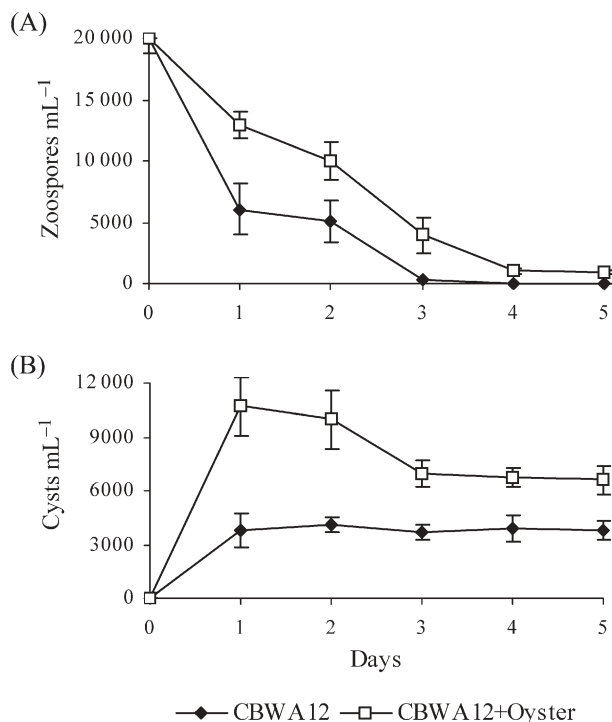 (A)
20 000
15 000
10 000
5000
0
Zoospores mL⁻¹
0 1 2 3 4 5
(B)
12 000
9000
6000
3000
0
Cysts mL⁻¹
0 1 2 3 4 5
Days
CBWA12 CBWA12+Oyster